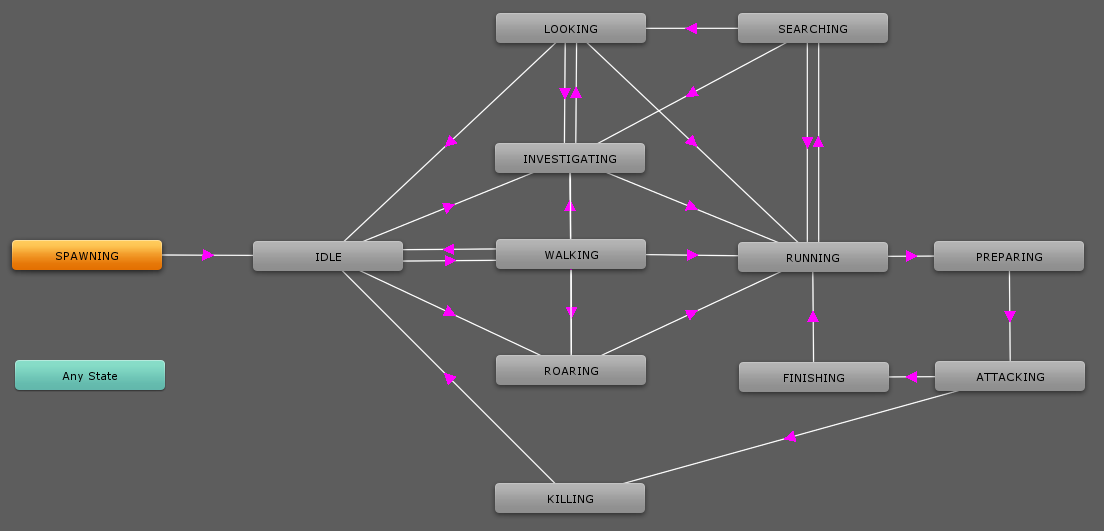 LOOKING
SEARCHING
INVESTIGATING
SPAWNING
IDLE
WALKING
RUNNING
PREPARING
Any State
ROARING
FINISHING
ATTACKING
KILLING